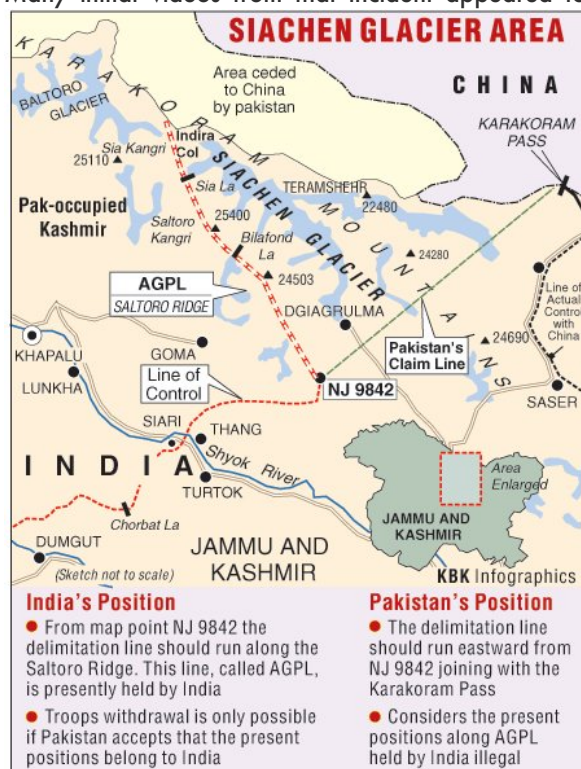 SIACHEN GLACIER AREA
KARAKORAM MOUNTAINS
BALTORO
GLACIER
Area ceded
to China
by pakistan
CHINA
KARAKORAM
PASS
Indira
Col
Sia Kangri
25110
Sia La
SIACHEN GLACIER
TERAMSHEHR
22480
Pak-occupied
Kashmir
Saltoro
Kangri
25400
Bilafond
La
24280
24503
AGPL
SALTORO RIDGE
DGIAGRULMA
Line of
Actual
Control
with
China
24690
Pakistan's
Claim Line
KHAPALU
GOMA
LUNKHA
Line of
Control
NJ 9842
SASER
SIARI
THANG
INDIA
Shyok River
TURTOK
Area
Enlarged
Chorbat La
JAMMU AND
KASHMIR
DUMGUT
JAMMU AND
KASHMIR
(Sketch not to scale)
KBK Infographics
India's Position
● From map point NJ 9842 the
delimitation line should run along the
Saltoro Ridge. This line, called AGPL,
is presently held by India
● Troops withdrawal is only possible
if Pakistan accepts that the present
positions belong to India
Pakistan's Position
● The delimitation line
should run eastward from
NJ 9842 joining with the
Karakoram Pass
● Considers the present
positions along AGPL
held by India illegal